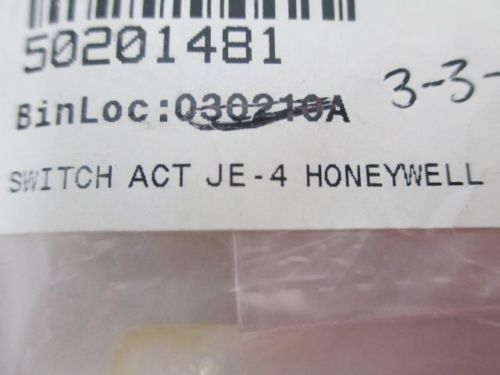 50201481
BinLoc:030210A
3-3-
SWITCH ACT JE-4 HONEYWELL